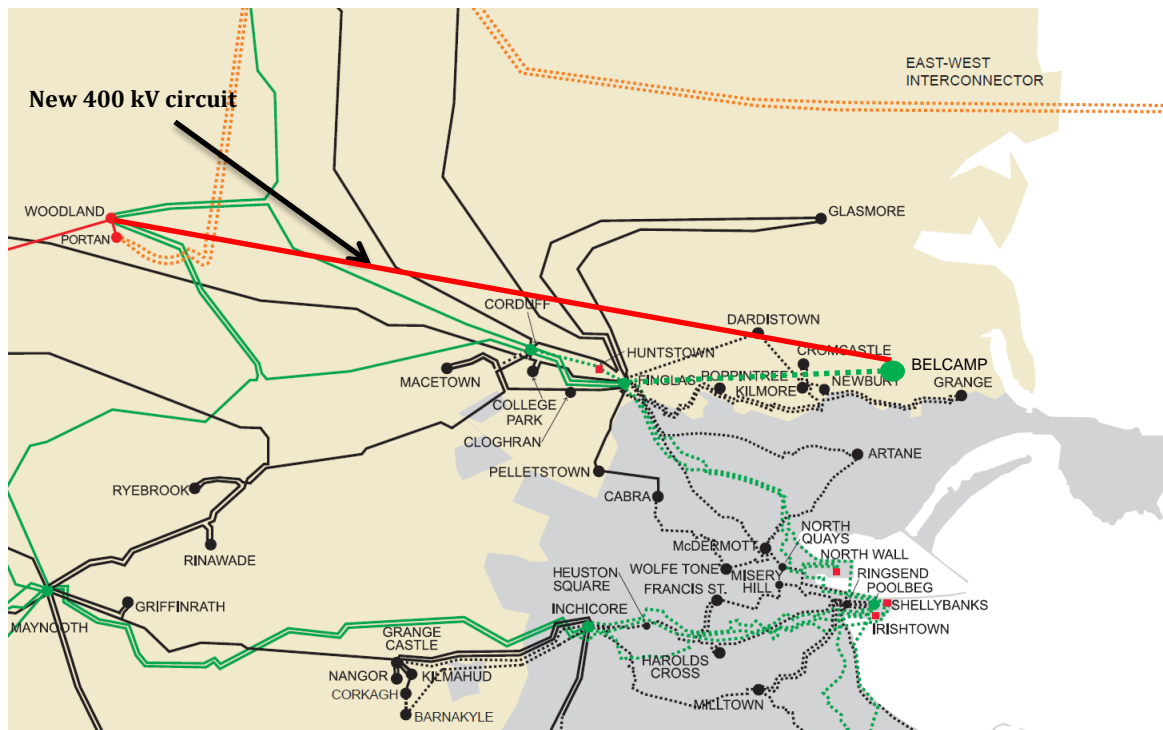 EAST-WEST
INTERCONNECTOR
New 400 kV circuit
WOODLAND
PORTAN
GLASMORE
CORDUFF
DARDISTOWN
HUNTSTOWN
CROMCASTLE
MACETOWN
FINGLAS
POPPINTREE
BELCAMP
KILMORE
NEWBURY
GRANGE
COLLEGE
PARK
CLOGHRAN
PELLETSTOWN
ARTANE
RYEBROOK
CABRA
RINAWADE
NORTH
QUAYS
McDERMOTT
NORTH WALL
WOLFE TONE
MISERY
HILL
RINGSEND
HEUSTON
SQUARE
FRANCIS ST.
POOLBEG
GRIFFINRATH
INCHICORE
SHELLYBANKS
MAYNOOTH
IRISHTOWN
GRANGE
CASTLE
HAROLDS
CROSS
NANGOR
KILMAHUD
CORKAGH
MILLTOWN
BARNAKYLE